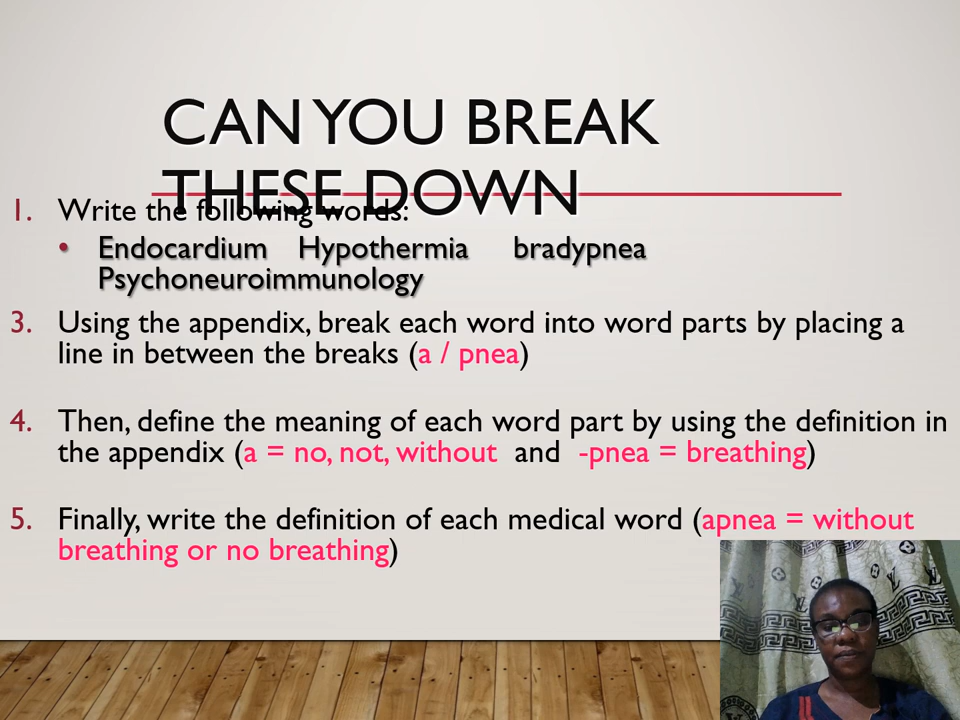 CAN YOU BREAK
THESE DOWN
1. Write the following words:
• Endocardium Hypothermia bradypnea
Psychoneuroimmunology
3. Using the appendix, break each word into word parts by placing a
line in between the breaks (a / pnea)
4. Then, define the meaning of each word part by using the definition in
the appendix (a = no, not, without and -pnea = breathing)
5. Finally, write the definition of each medical word (apnea = without
breathing or no breathing)